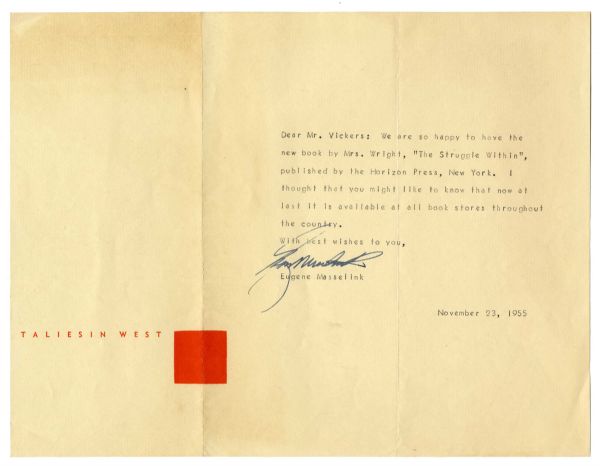 Dear Mr. Vickers: We are so happy to have the
new book by Mrs. Wright, "The Struggle Within",
published by the Horizon Press, New York. I
thought that you might like to know that now at
last it is available at all book stores throughout
the country.
With best wishes to you,
Eugene Masselink
November 23, 1955
TALIESIN WEST